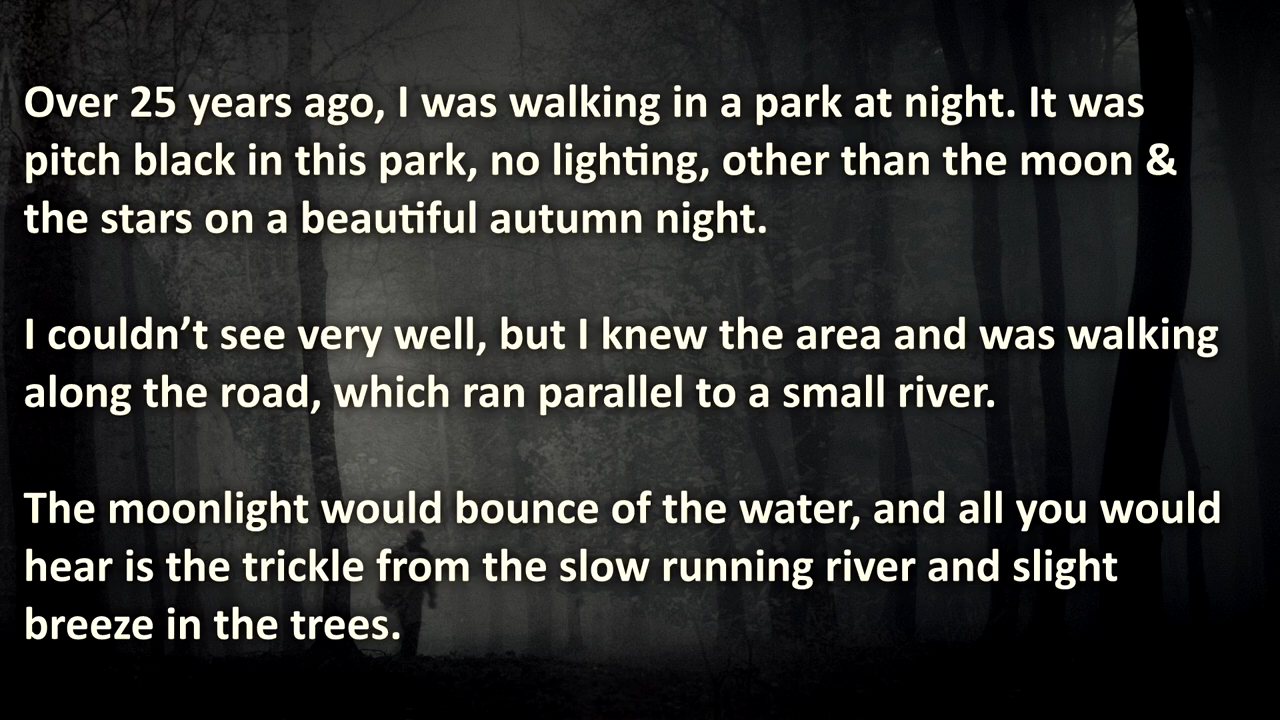 Over 25 years ago, I was walking in a park at night. It was
pitch black in this park, no lighting, other than the moon &
the stars on a beautiful autumn night.
I couldn’t see very well, but I knew the area and was walking
along the road, which ran parallel to a small river.
The moonlight would bounce of the water, and all you would
hear is the trickle from the slow running river and slight
breeze in the trees.